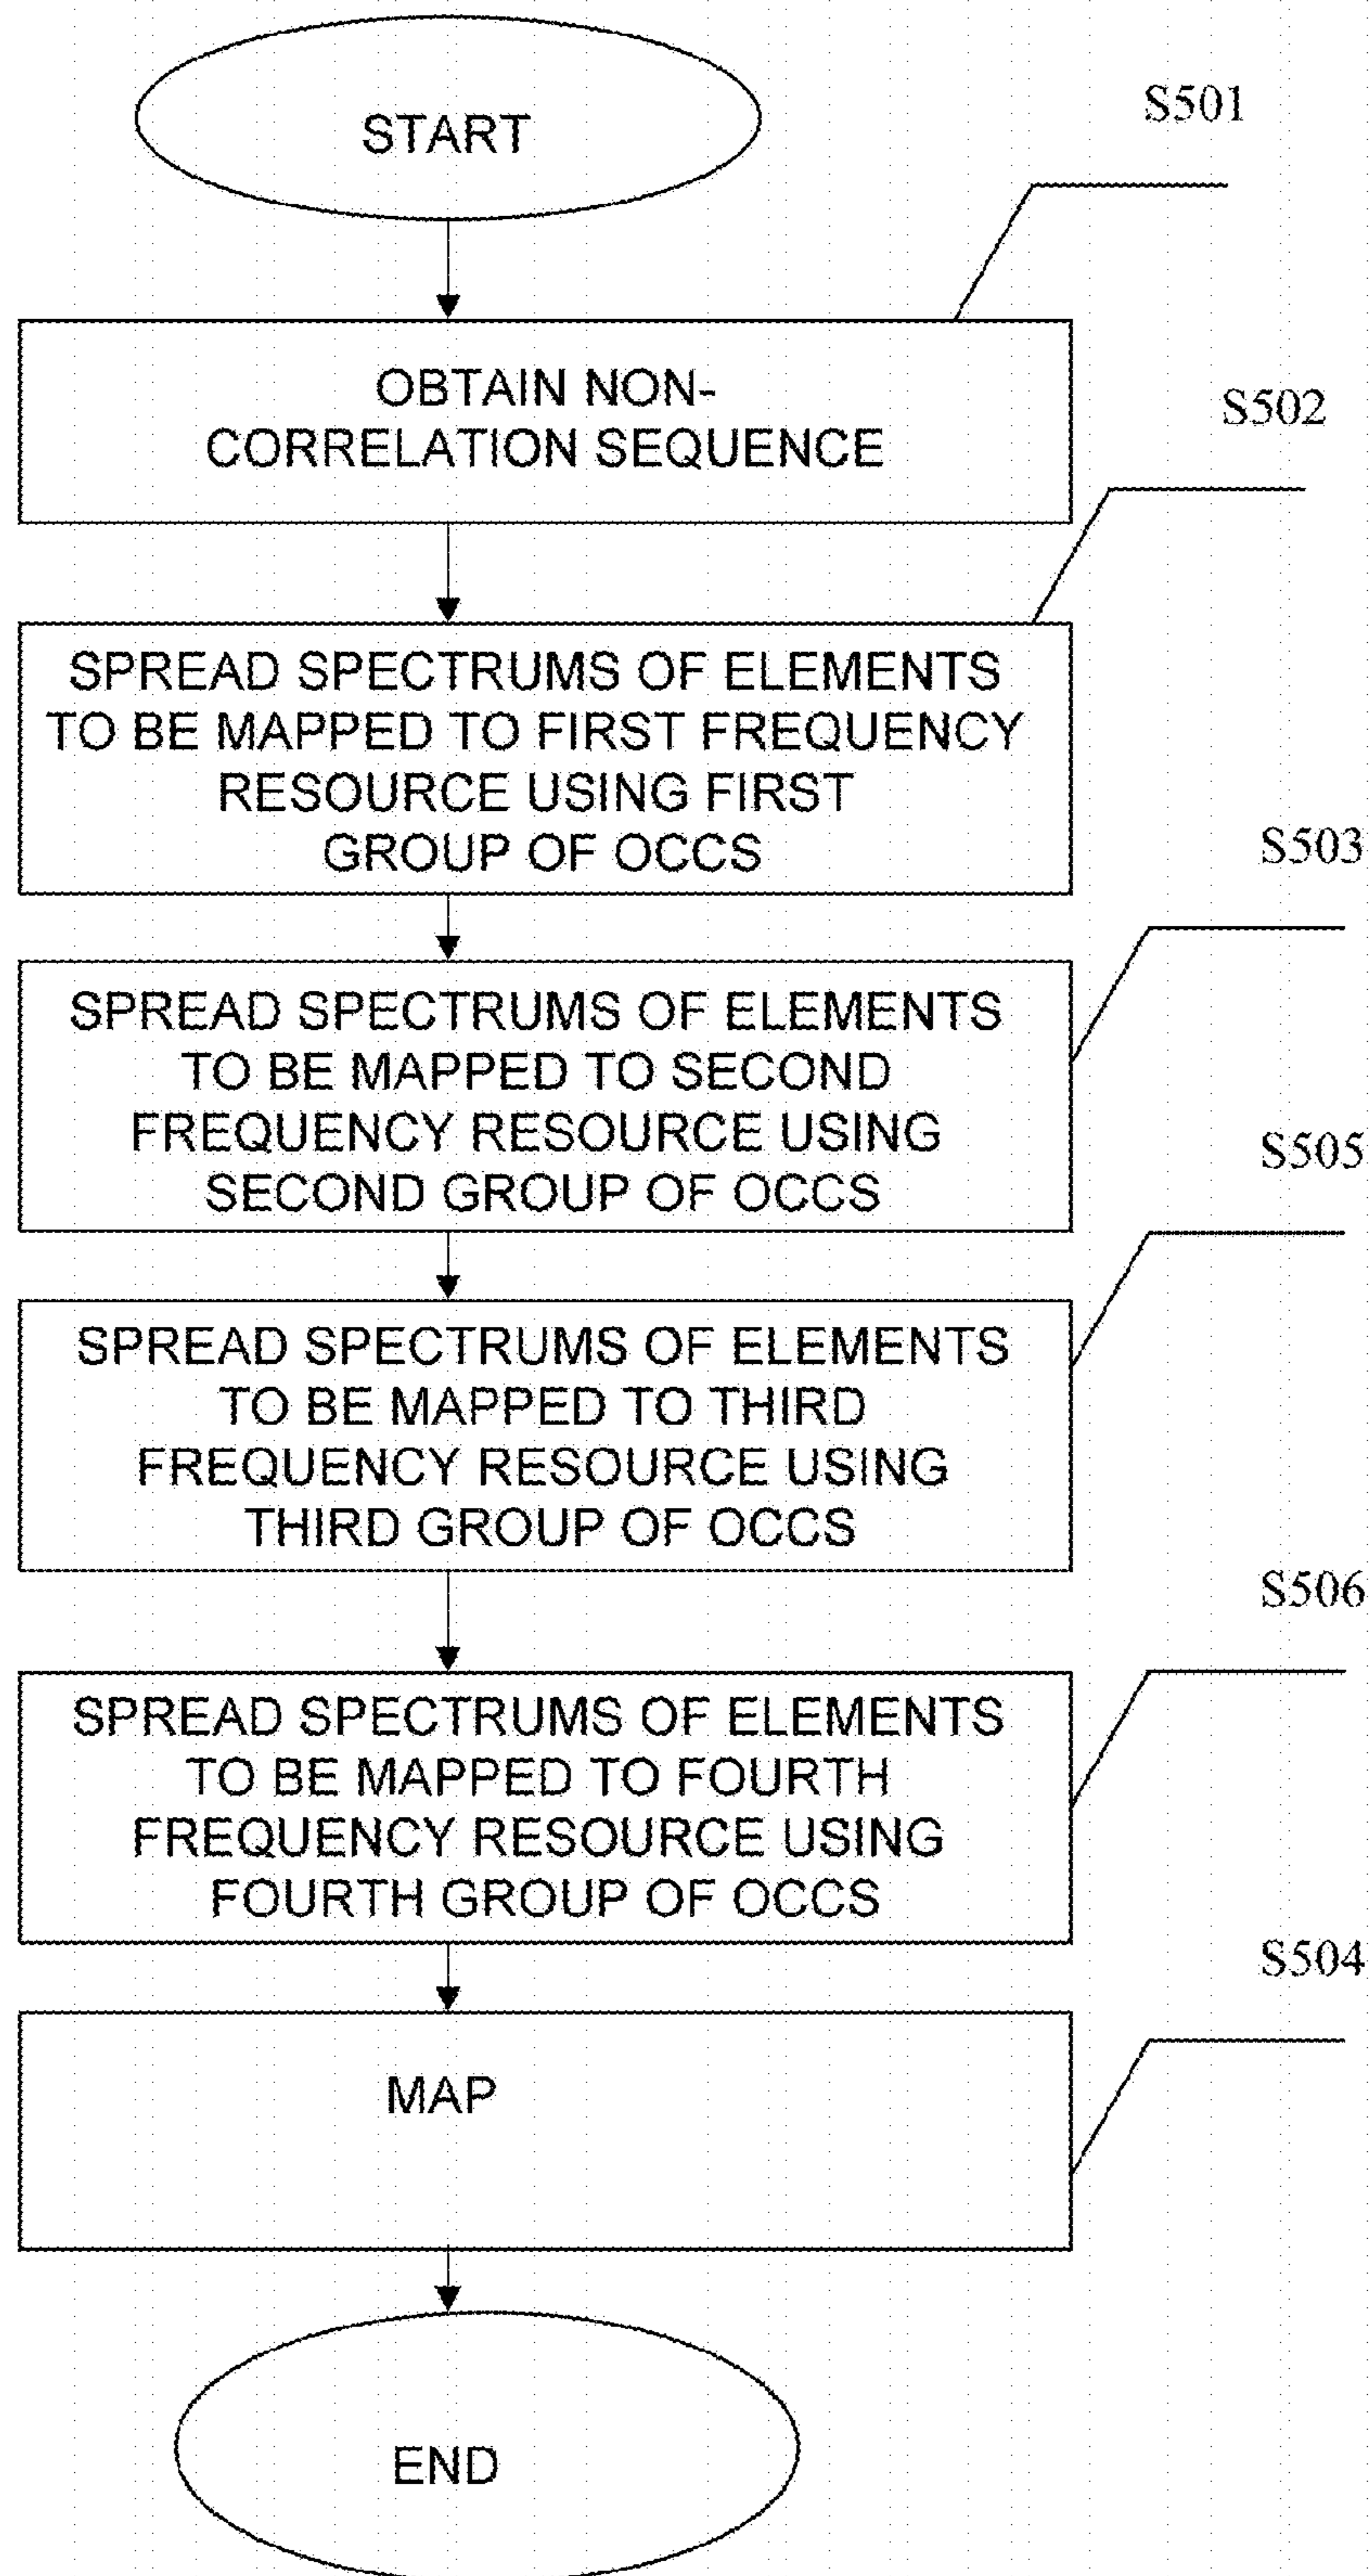 START
S501
OBTAIN NON-
CORRELATION SEQUENCE
S502
SPREAD SPECTRUMS OF ELEMENTS
TO BE MAPPED TO FIRST FREQUENCY
RESOURCE USING FIRST
GROUP OF OCCS
S503
SPREAD SPECTRUMS OF ELEMENTS
TO BE MAPPED TO SECOND
FREQUENCY RESOURCE USING
SECOND GROUP OF OCCS
S505
SPREAD SPECTRUMS OF ELEMENTS
TO BE MAPPED TO THIRD
FREQUENCY RESOURCE USING
THIRD GROUP OF OCCS
S506
SPREAD SPECTRUMS OF ELEMENTS
TO BE MAPPED TO FOURTH
FREQUENCY RESOURCE USING
FOURTH GROUP OF OCCS
S504
MAP
END